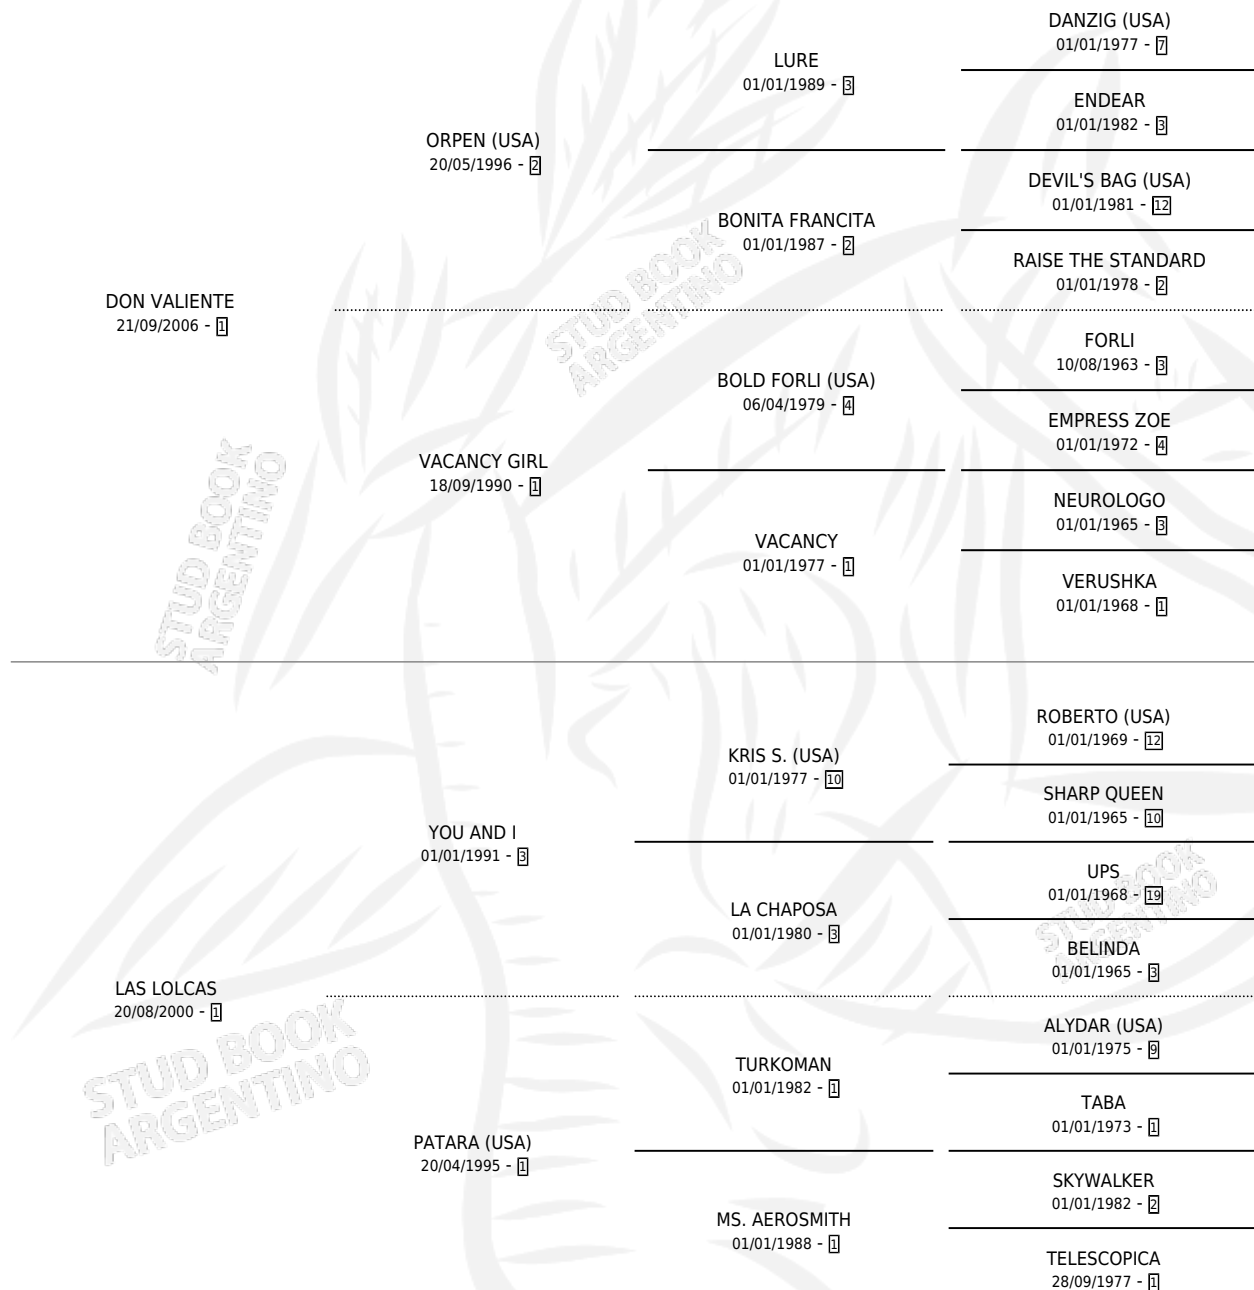 DANZIG (USA)
01/01/1977 - 7
LURE
01/01/1989 - 3
ENDEAR
01/01/1982 - 3
ORPEN (USA)
20/05/1996 - 2
DEVIL'S BAG (USA)
01/01/1981 - 12
BONITA FRANCITA
01/01/1987 - 2
RAISE THE STANDARD
01/01/1978 - 2
DON VALIENTE
21/09/2006 - 1
FORLI
10/08/1963 - 3
BOLD FORLI (USA)
06/04/1979 - 4
EMPRESS ZOE
01/01/1972 - 4
VACANCY GIRL
18/09/1990 - 1
NEUROLOGO
01/01/1965 - 3
VACANCY
01/01/1977 - 1
VERUSHKA
01/01/1968 - 1
ROBERTO (USA)
01/01/1969 - 12
KRIS S. (USA)
01/01/1977 - 10
SHARP QUEEN
01/01/1965 - 10
YOU AND I
01/01/1991 - 3
UPS
01/01/1968 - 19
LA CHAPOSA
01/01/1980 - 3
BELINDA
01/01/1965 - 3
LAS LOLCAS
20/08/2000 - 1
ALYDAR (USA)
01/01/1975 - 9
TURKOMAN
01/01/1982 - 1
TABA
01/01/1973 - 1
PATARA (USA)
20/04/1995 - 1
SKYWALKER
01/01/1982 - 2
MS. AEROSMITH
01/01/1988 - 1
TELESCOPICA
28/09/1977 - 1
STUD BOOK
ARGENTINO
STUD BOOK
ARGENTINO
STUD BOOK
ARGENTINO
STUD BOOK
ARGENTINO